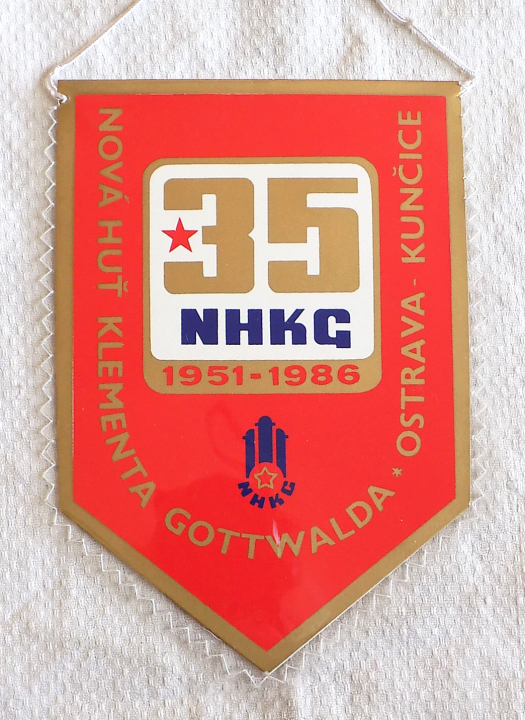 NOVÁ HUŤ KLEMENTA GOTTWALDA * OSTRAVA - KUNČICE
35
NHKG
1951-1986
NHKG